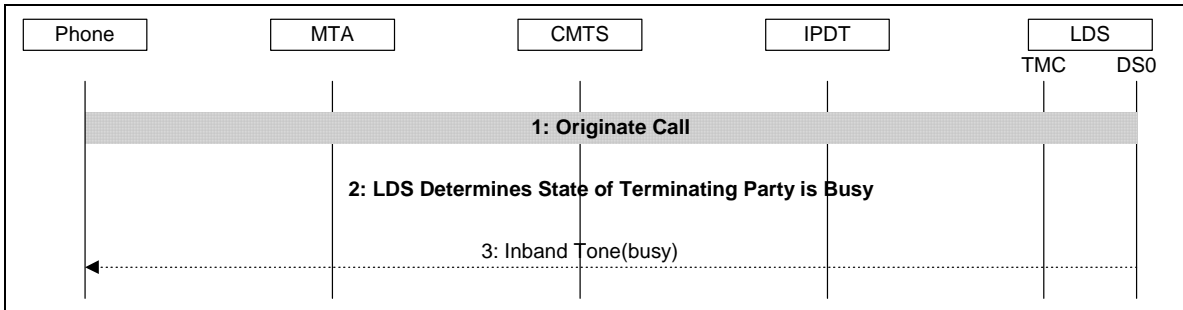 Phone MTA CMTS IPDT LDS
TMC DS0
1: Originate Call
2: LDS Determines State of Terminating Party is Busy
3: Inband Tone(busy)